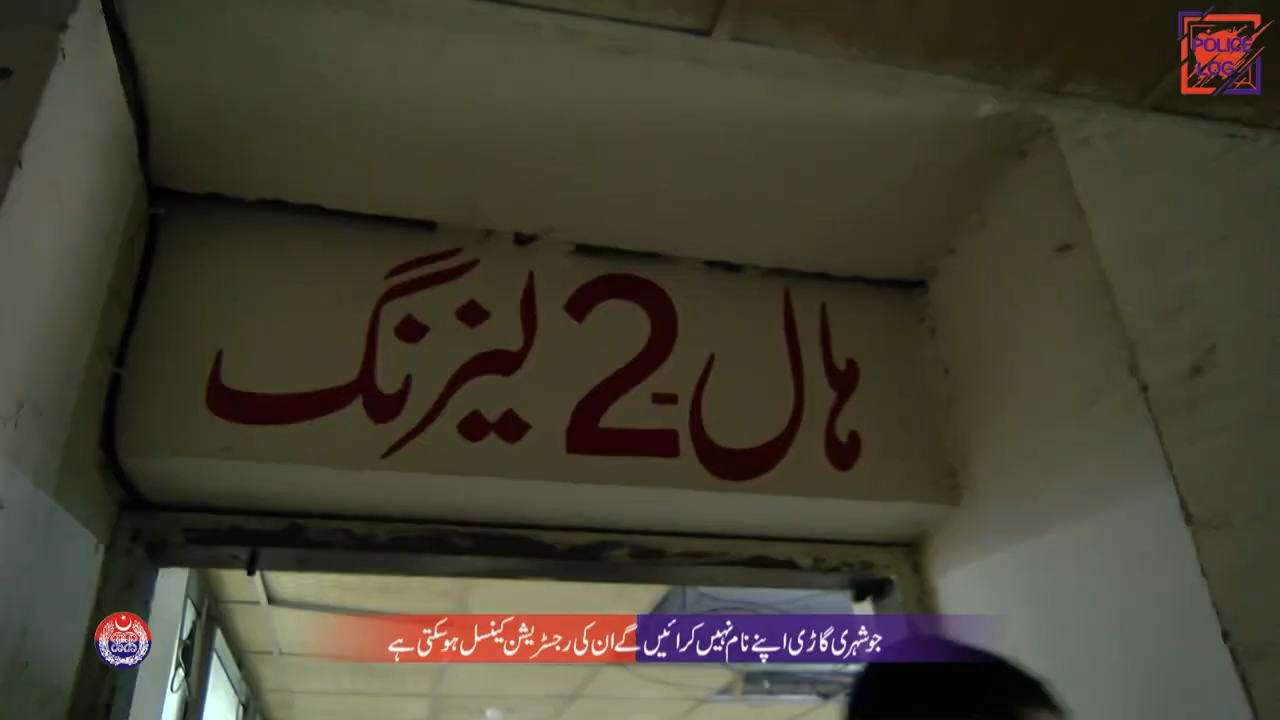 POLICE
LOG
ہال 2 لیزنگ
جو شہری گاڑی اپنے نام نہیں کرائیں گے ان کی رجسٹریشن کینسل ہوسکتی ہے